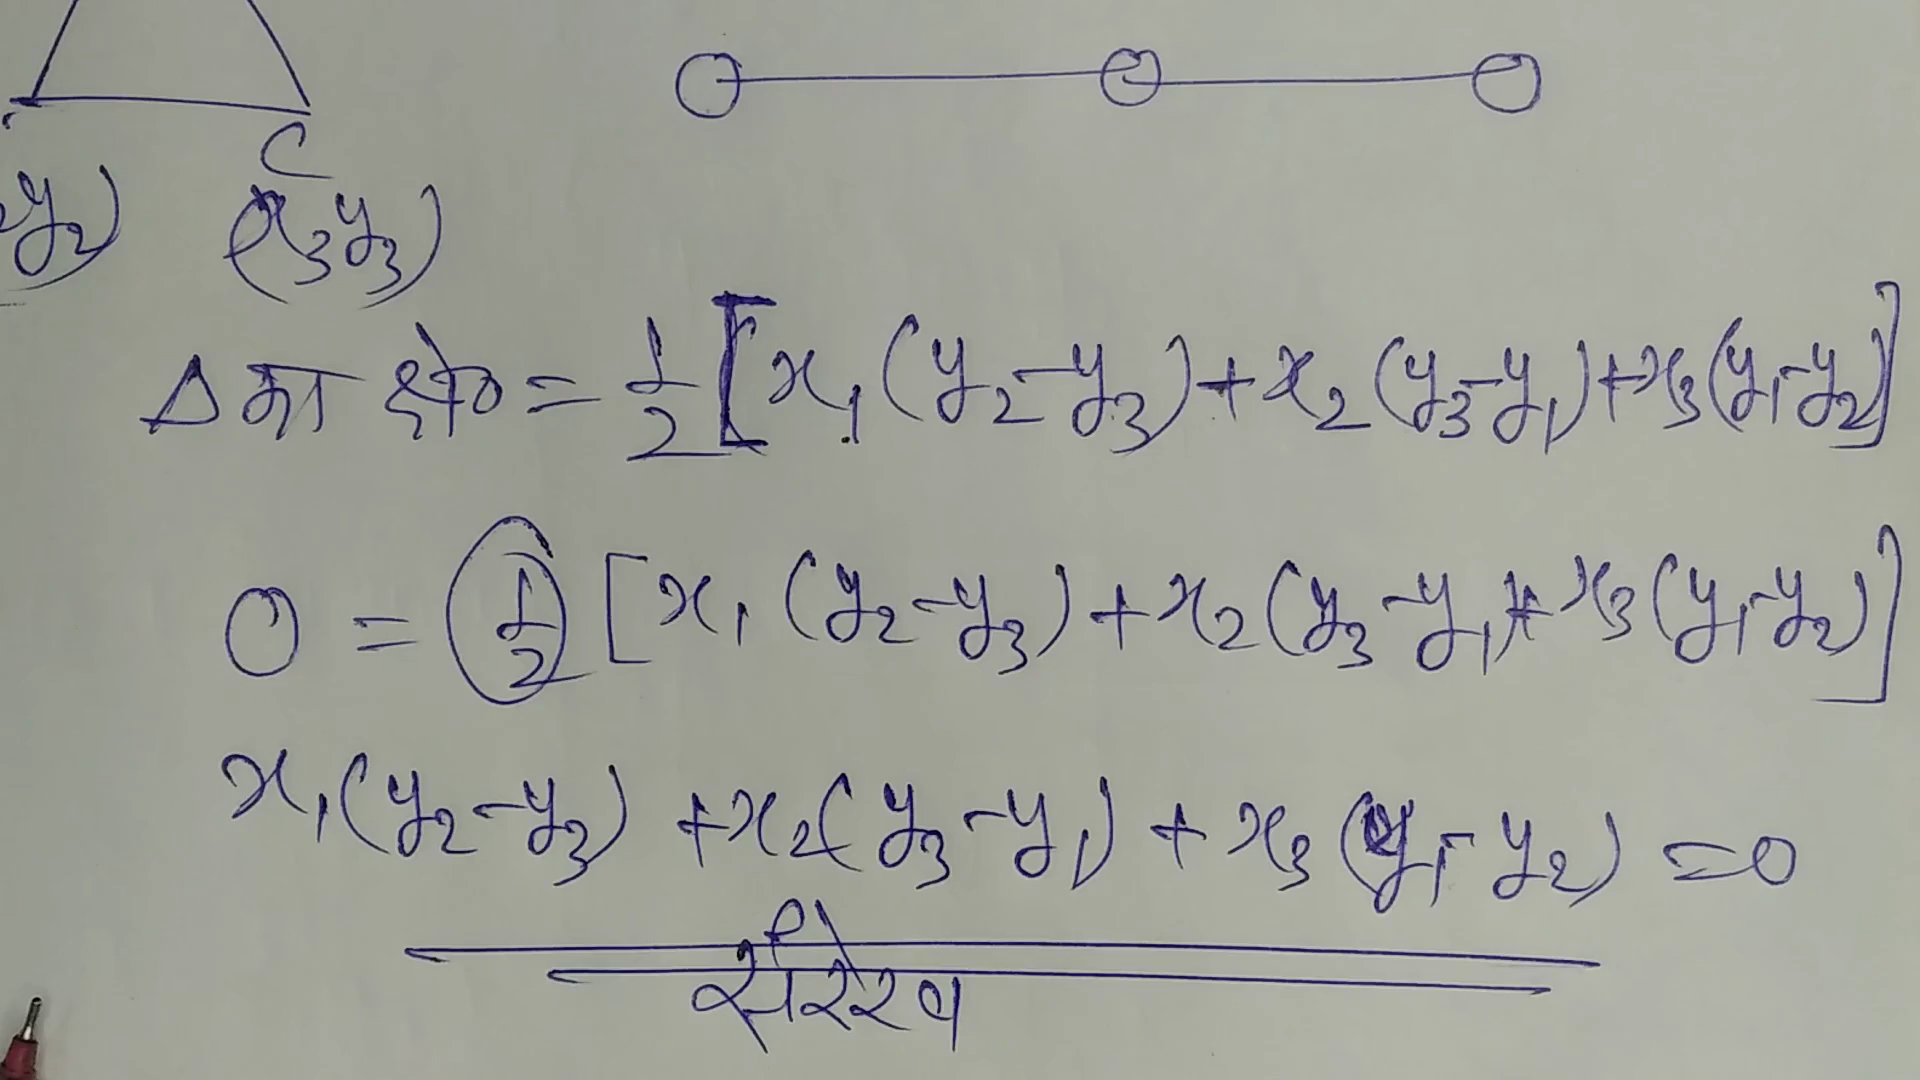 C
y₂) (x₃y₃)
Δ का क्षे० = 1/2 [x₁(y₂-y₃)+x₂(y₃-y₁)+x₃(y₁-y₂)]
0 = 1/2 [x₁(y₂-y₃)+x₂(y₃-y₁)+x₃(y₁-y₂)]
x₁(y₂-y₃)+x₂(y₃-y₁)+x₃(y₁-y₂)=0
संरेख